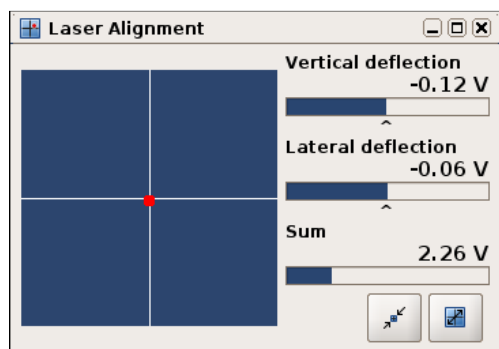 Laser Alignment
Vertical deflection
-0.12 V
Lateral deflection
-0.06 V
Sum
2.26 V